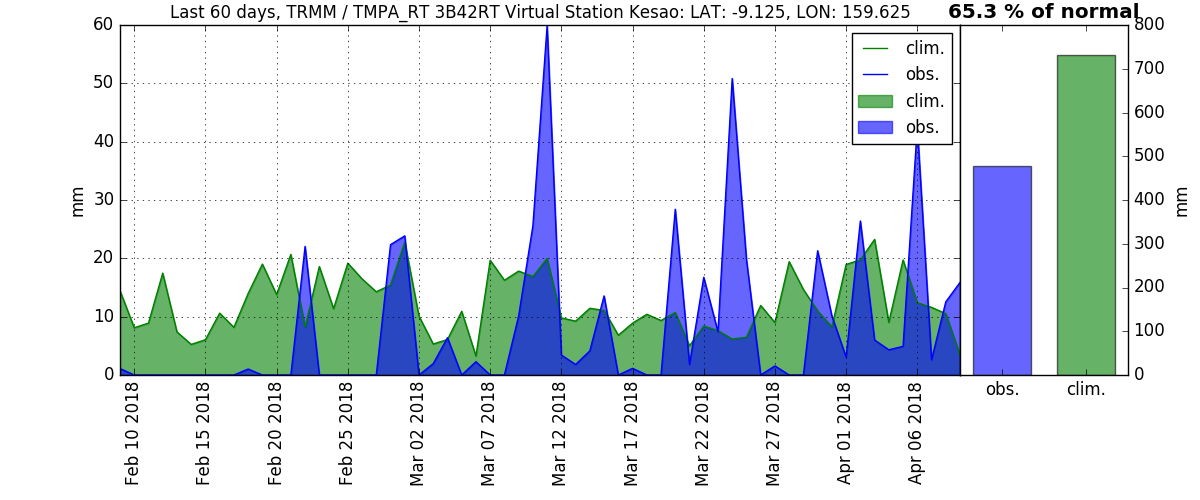 Last 60 days, TRMM / TMPA_RT 3B42RT Virtual Station Kesao: LAT: -9.125, LON: 159.625
65.3 % of normal
60
50
40
30
20
10
0
mm
clim.
obs.
clim.
obs.
800
700
600
500
400
300
200
100
0
mm
obs.
clim.
Feb 10 2018
Feb 15 2018
Feb 20 2018
Feb 25 2018
Mar 02 2018
Mar 07 2018
Mar 12 2018
Mar 17 2018
Mar 22 2018
Mar 27 2018
Apr 01 2018
Apr 06 2018